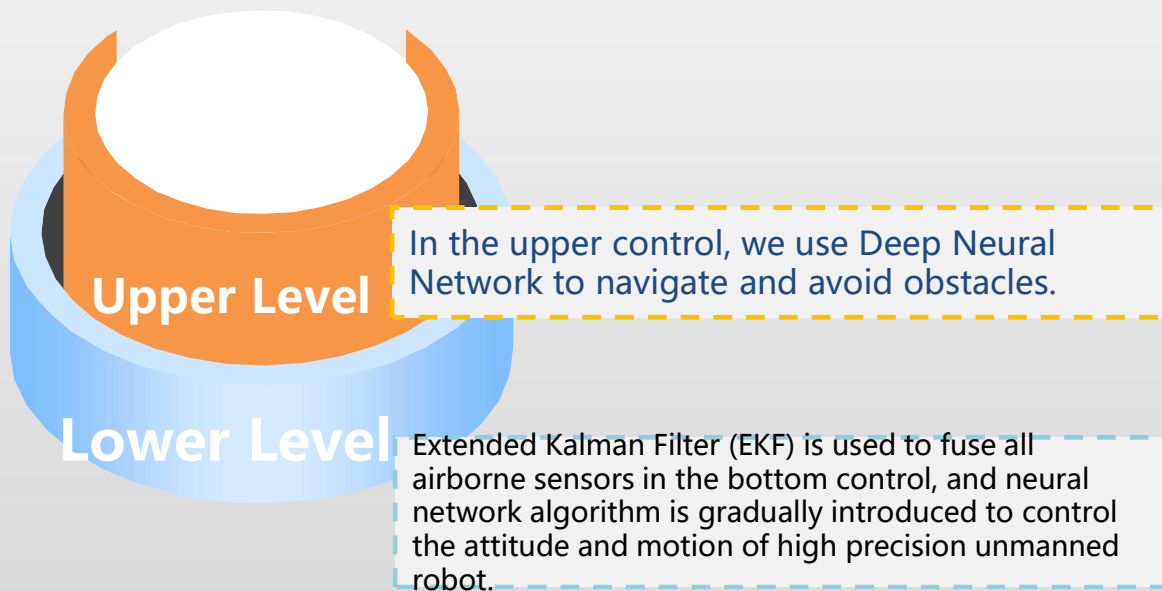 In the upper control, we use Deep Neural
Network to navigate and avoid obstacles.
Upper Level
Lower Level
Extended Kalman Filter (EKF) is used to fuse all
airborne sensors in the bottom control, and neural
network algorithm is gradually introduced to control
the attitude and motion of high precision unmanned
robot.